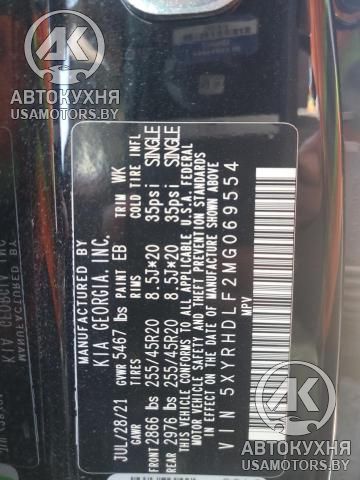 АВТОКУХНЯ
USAMOTORS.BY
MANUFACTURED BY
KIA GEORGIA, INC.
JUL/28/21 PAINT EB TRIM WK
GVWR 5467 lbs TIRES COLD TIRE INF.
FRONT 2866 lbs 255/45R20 8.5J*20 35psi SINGLE
REAR 2976 lbs 255/45R20 8.5J*20 35psi SINGLE
THIS VEHICLE CONFORMS TO ALL APPLICABLE U.S.A. FEDERAL
MOTOR VEHICLE SAFETY, BUMPER, AND THEFT PREVENTION STANDARDS
IN EFFECT ON THE DATE OF MANUFACTURE SHOWN ABOVE
VIN 5XYRHDLF2MG069554
MPV
АВТОКУХНЯ
USAMOTORS.BY